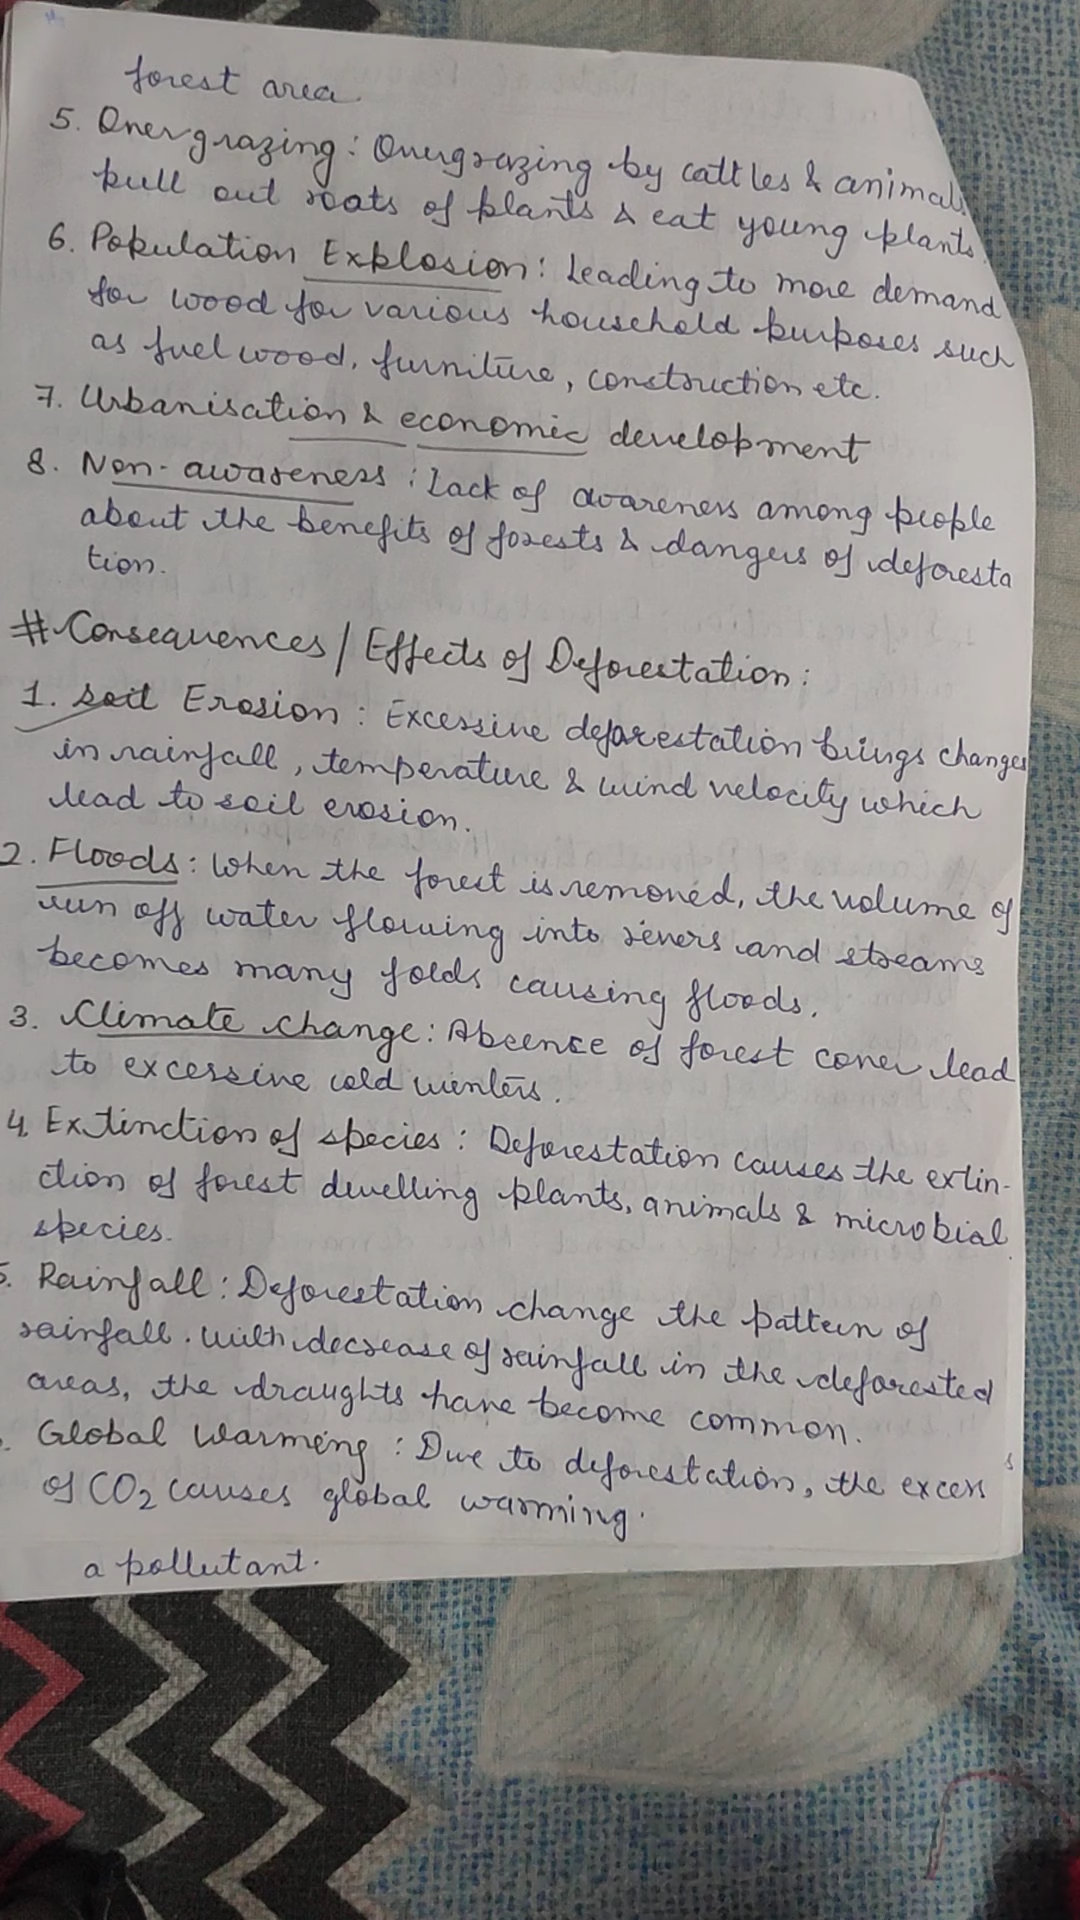 forest area.
5. Overgrazing: Overgrazing by cattles & animals
pull out roots of plants & eat young plants.
6. Population Explosion: Leading to more demand
for wood for various household purposes such
as fuel wood, furniture, construction etc.
7. Urbanisation & economic development
8. Non-awareness: Lack of awareness among people
about the benefits of forests & dangers of deforesta
tion.
# Consequences/Effects of Deforestation:
1. Soil Erosion: Excessive deforestation brings changes
in rainfall, temperature & wind velocity which
lead to soil erosion.
2. Floods: When the forest is removed, the volume of
run off water flowing into rivers and streams
becomes many folds causing floods.
3. Climate change: Absence of forest cover lead
to excessive cold winters.
4. Extinction of species: Deforestation causes the extin-
ction of forest dwelling plants, animals & microbial
species.
5. Rainfall: Deforestation change the pattern of
rainfall. With decrease of rainfall in the deforested
areas, the draughts have become common.
Global Warming: Due to deforestation, the excess
of CO2 causes global warming.
a pollutant.